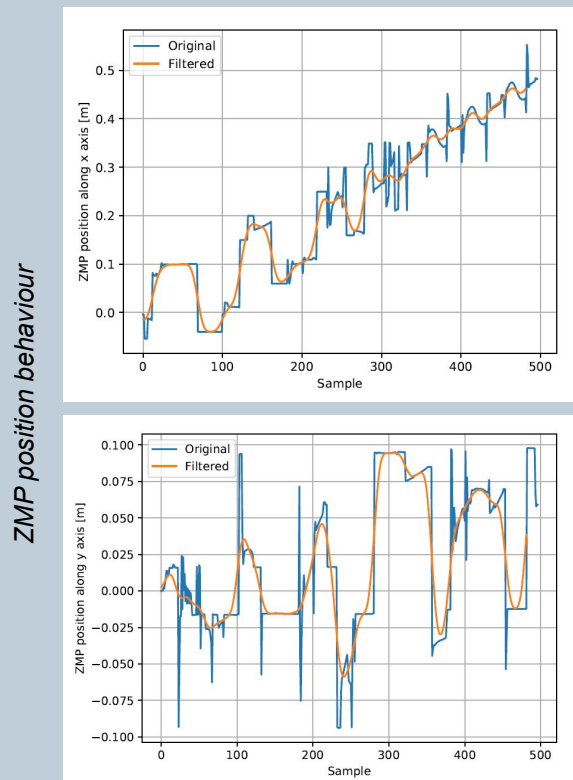 ZMP position behaviour
Original
Filtered
ZMP position along x axis [m]
0.5
0.4
0.3
0.2
0.1
0.0
0 100 200 300 400 500
Sample
Original
Filtered
ZMP position along y axis [m]
0.100
0.075
0.050
0.025
0.000
−0.025
−0.050
−0.075
−0.100
0 100 200 300 400 500
Sample